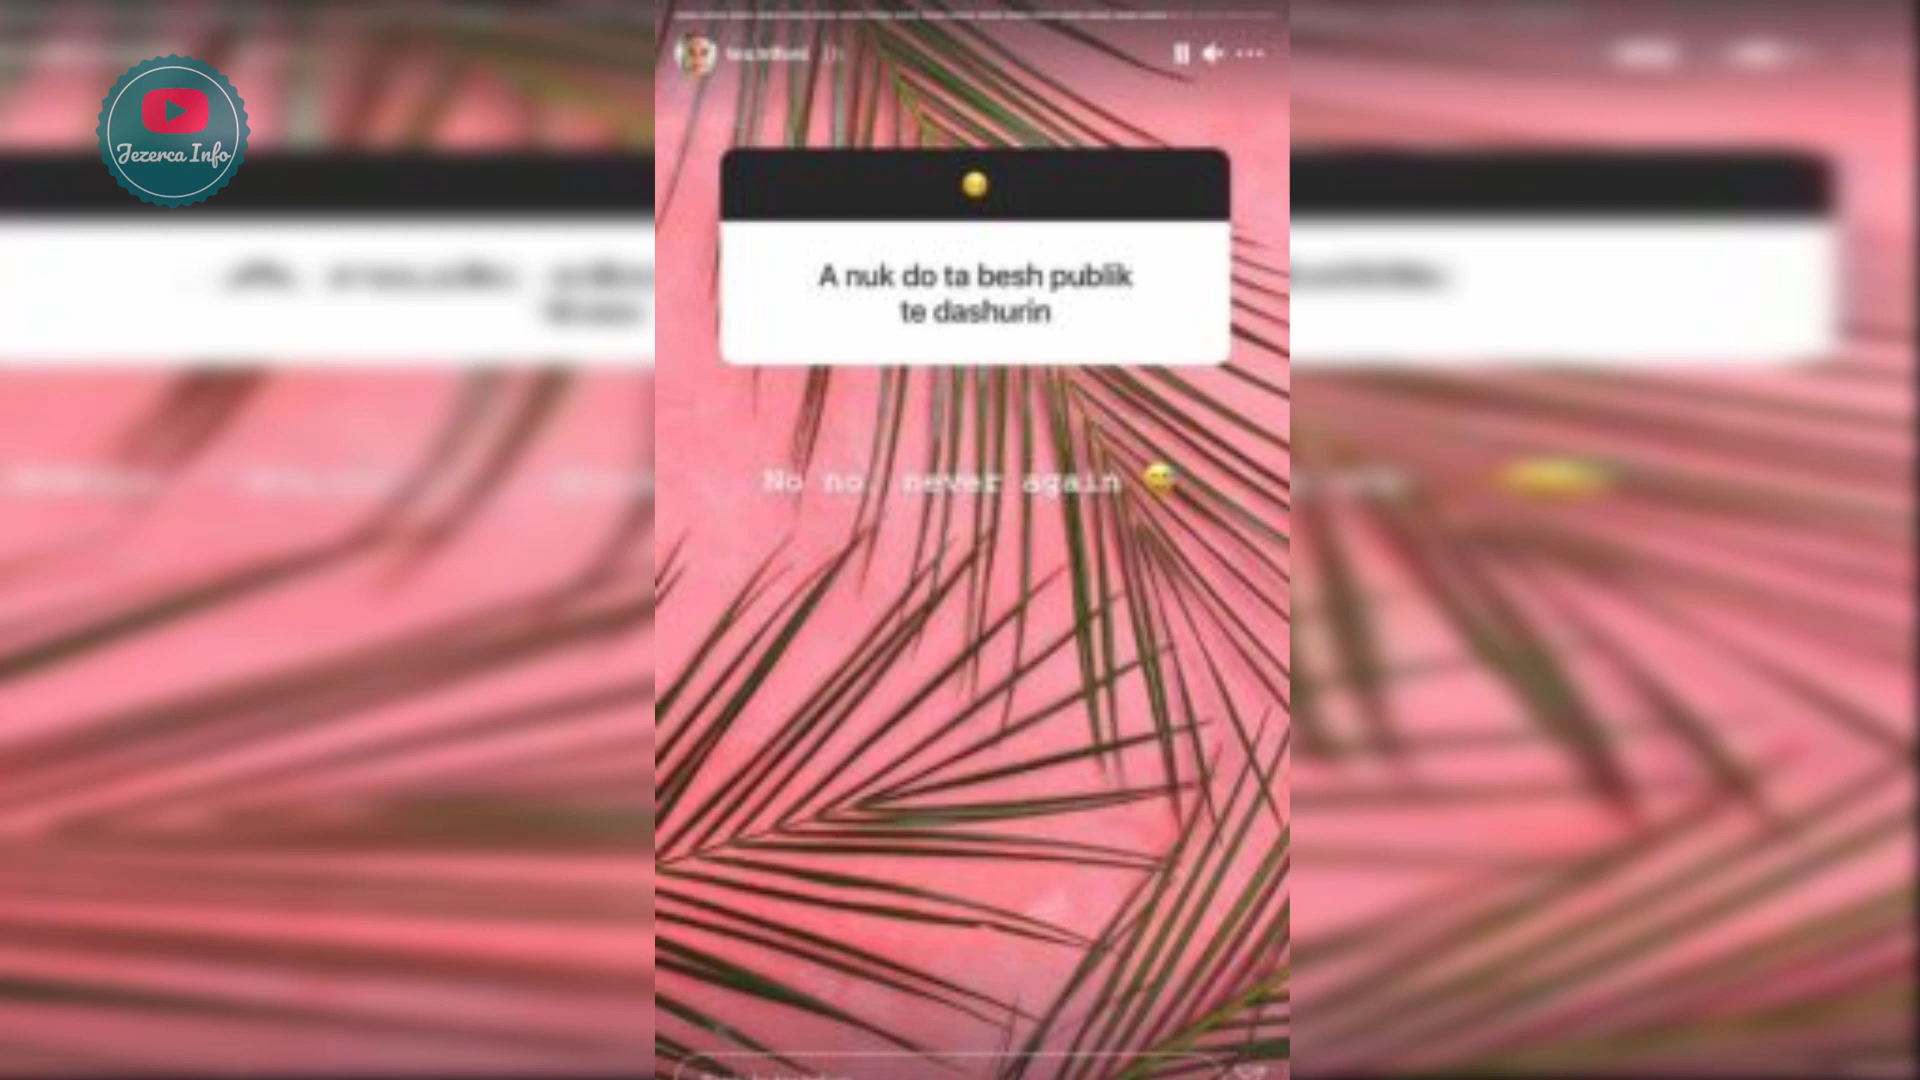 Jezerca Info
A nuk do ta besh publik
te dashurin
No no, never again 😅